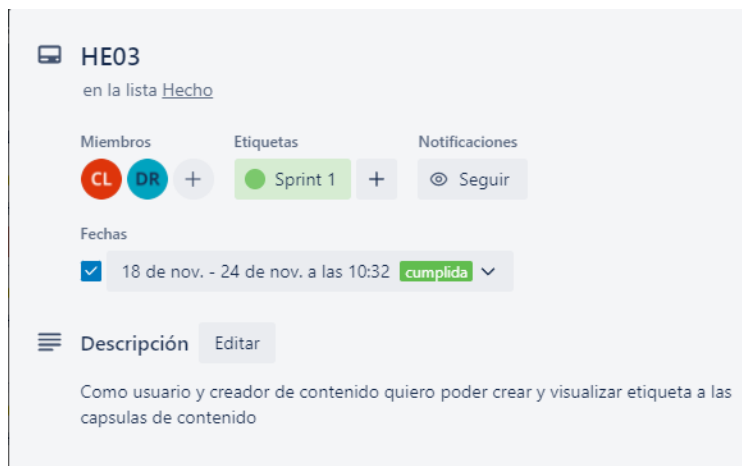 HE03
en la lista Hecho
Miembros Etiquetas Notificaciones
CL DR + Sprint 1 + Seguir
Fechas
18 de nov. - 24 de nov. a las 10:32 cumplida
Descripción Editar
Como usuario y creador de contenido quiero poder crear y visualizar etiqueta a las
capsulas de contenido